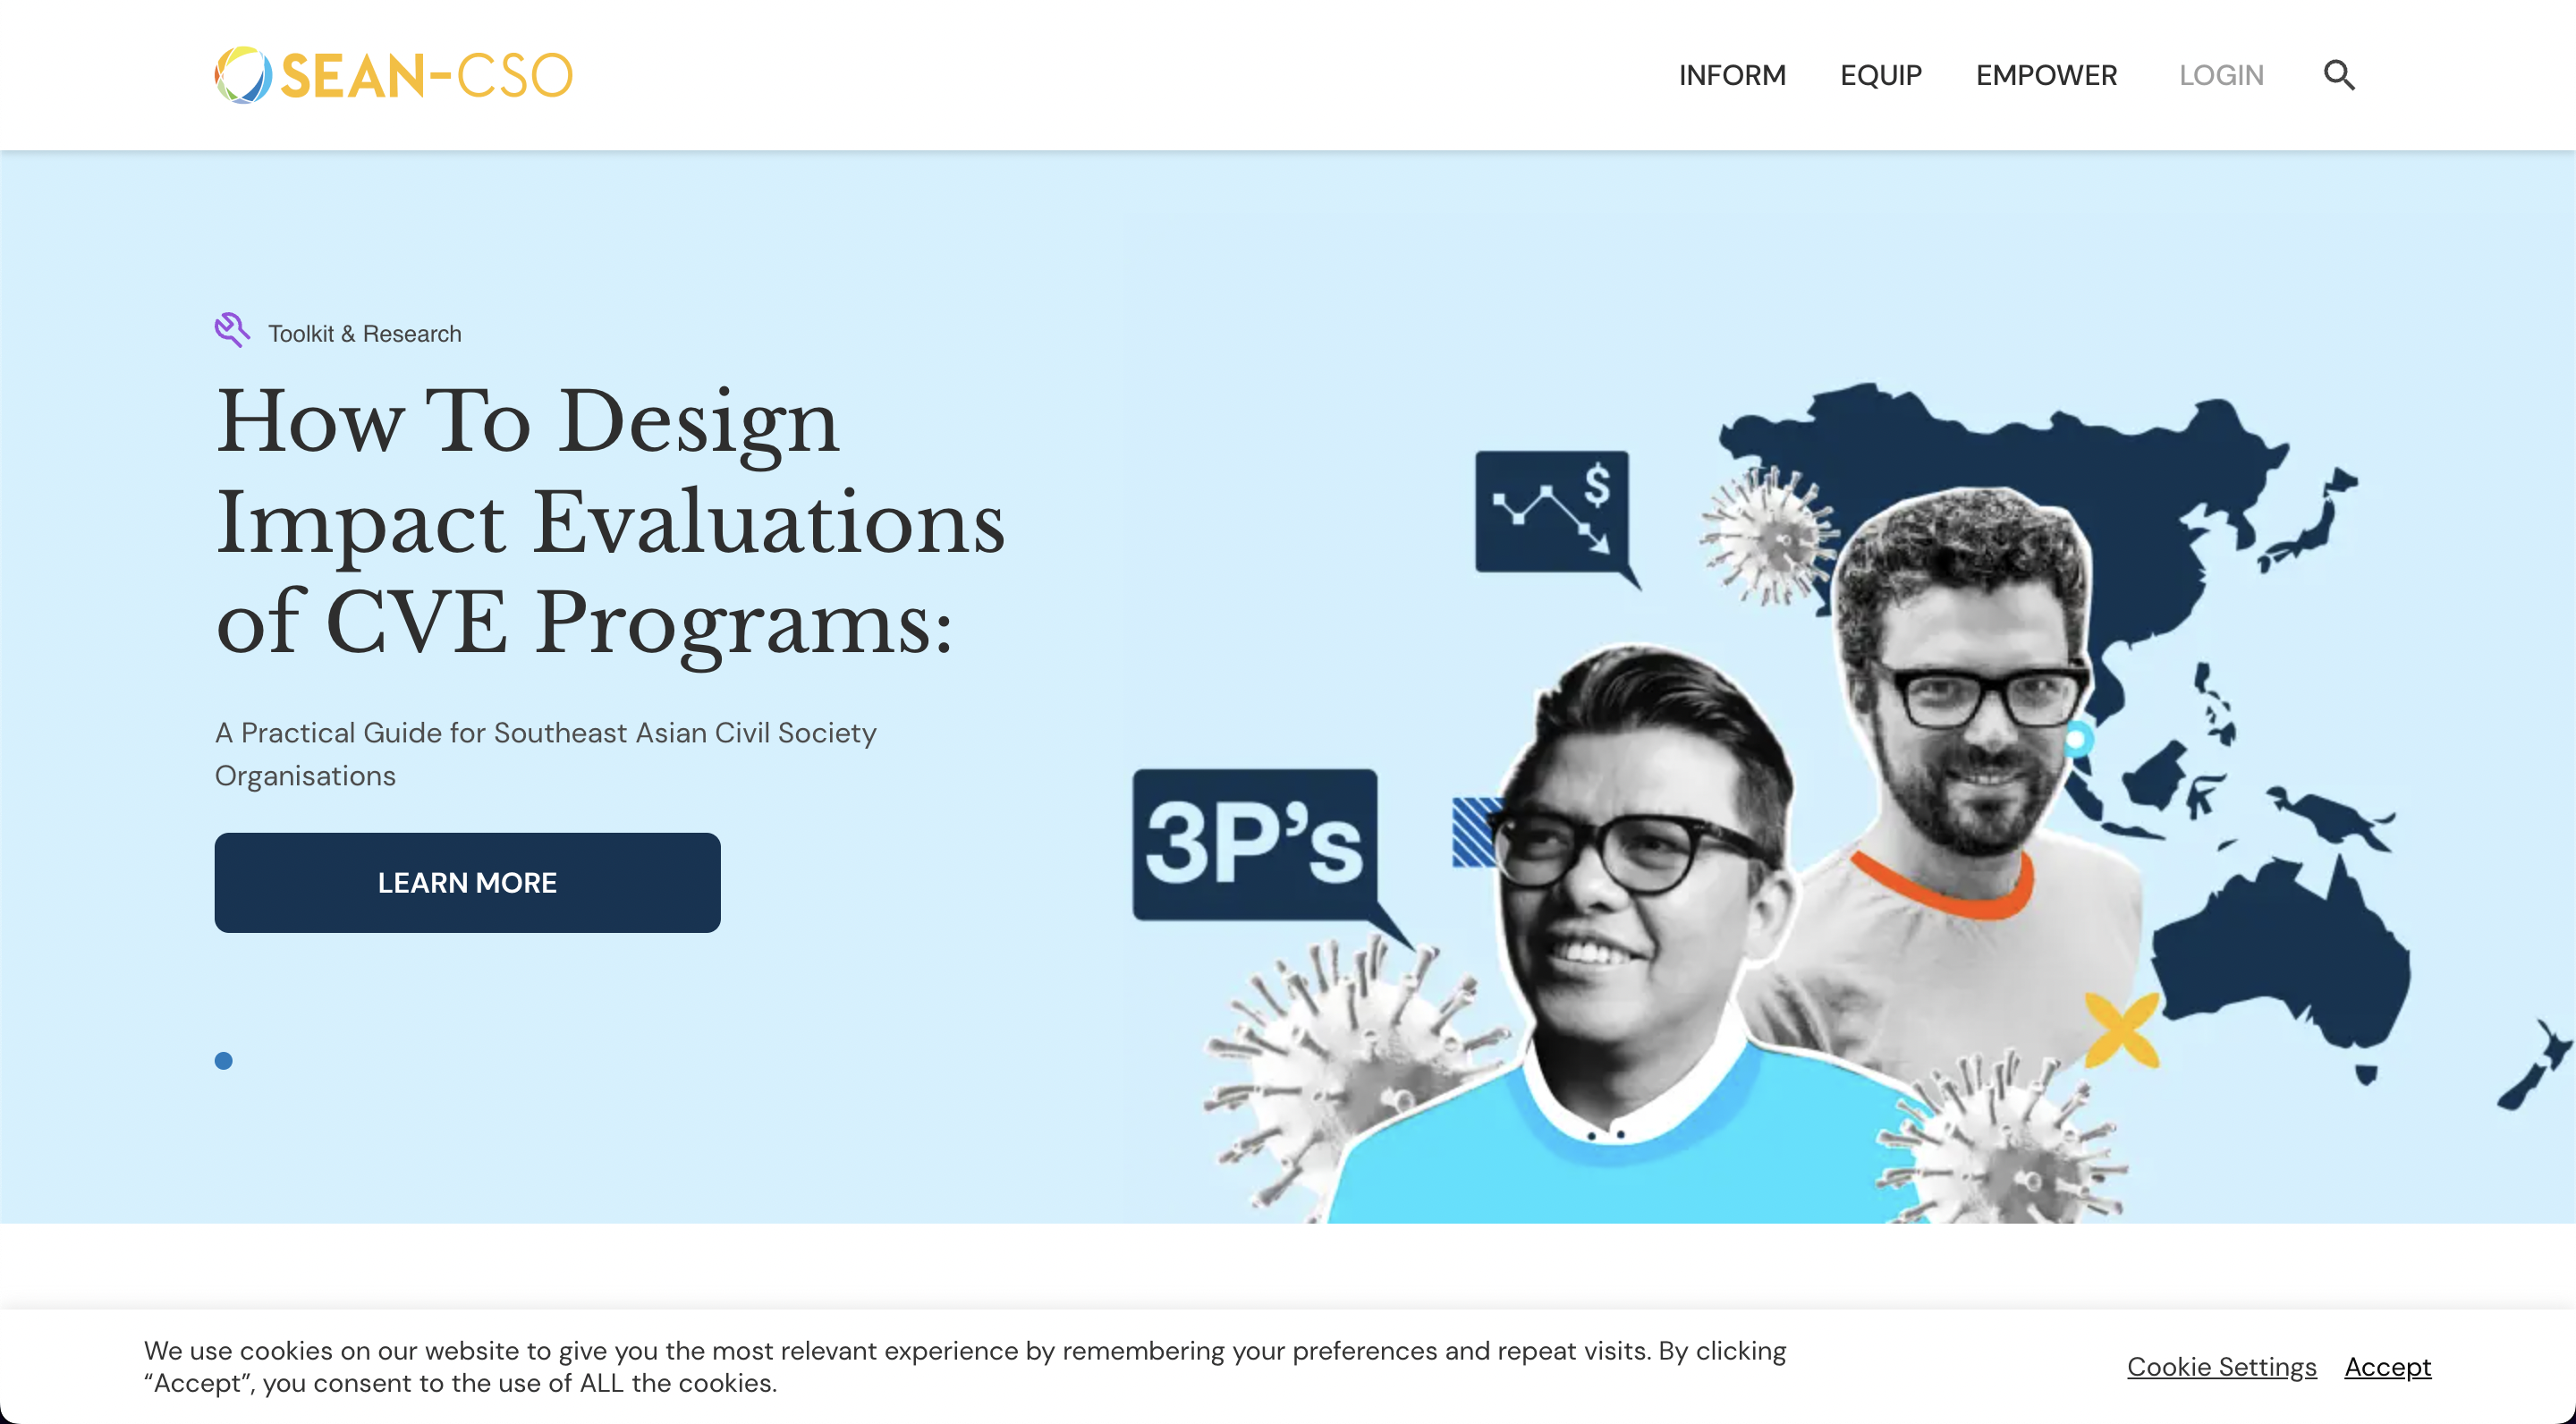 SEAN-CSO
INFORM
EQUIP
EMPOWER
LOGIN
Toolkit & Research
How To Design
Impact Evaluations
of CVE Programs:
A Practical Guide for Southeast Asian Civil Society
Organisations
LEARN MORE
$
3P’s
We use cookies on our website to give you the most relevant experience by remembering your preferences and repeat visits. By clicking
“Accept”, you consent to the use of ALL the cookies.
Cookie Settings
Accept